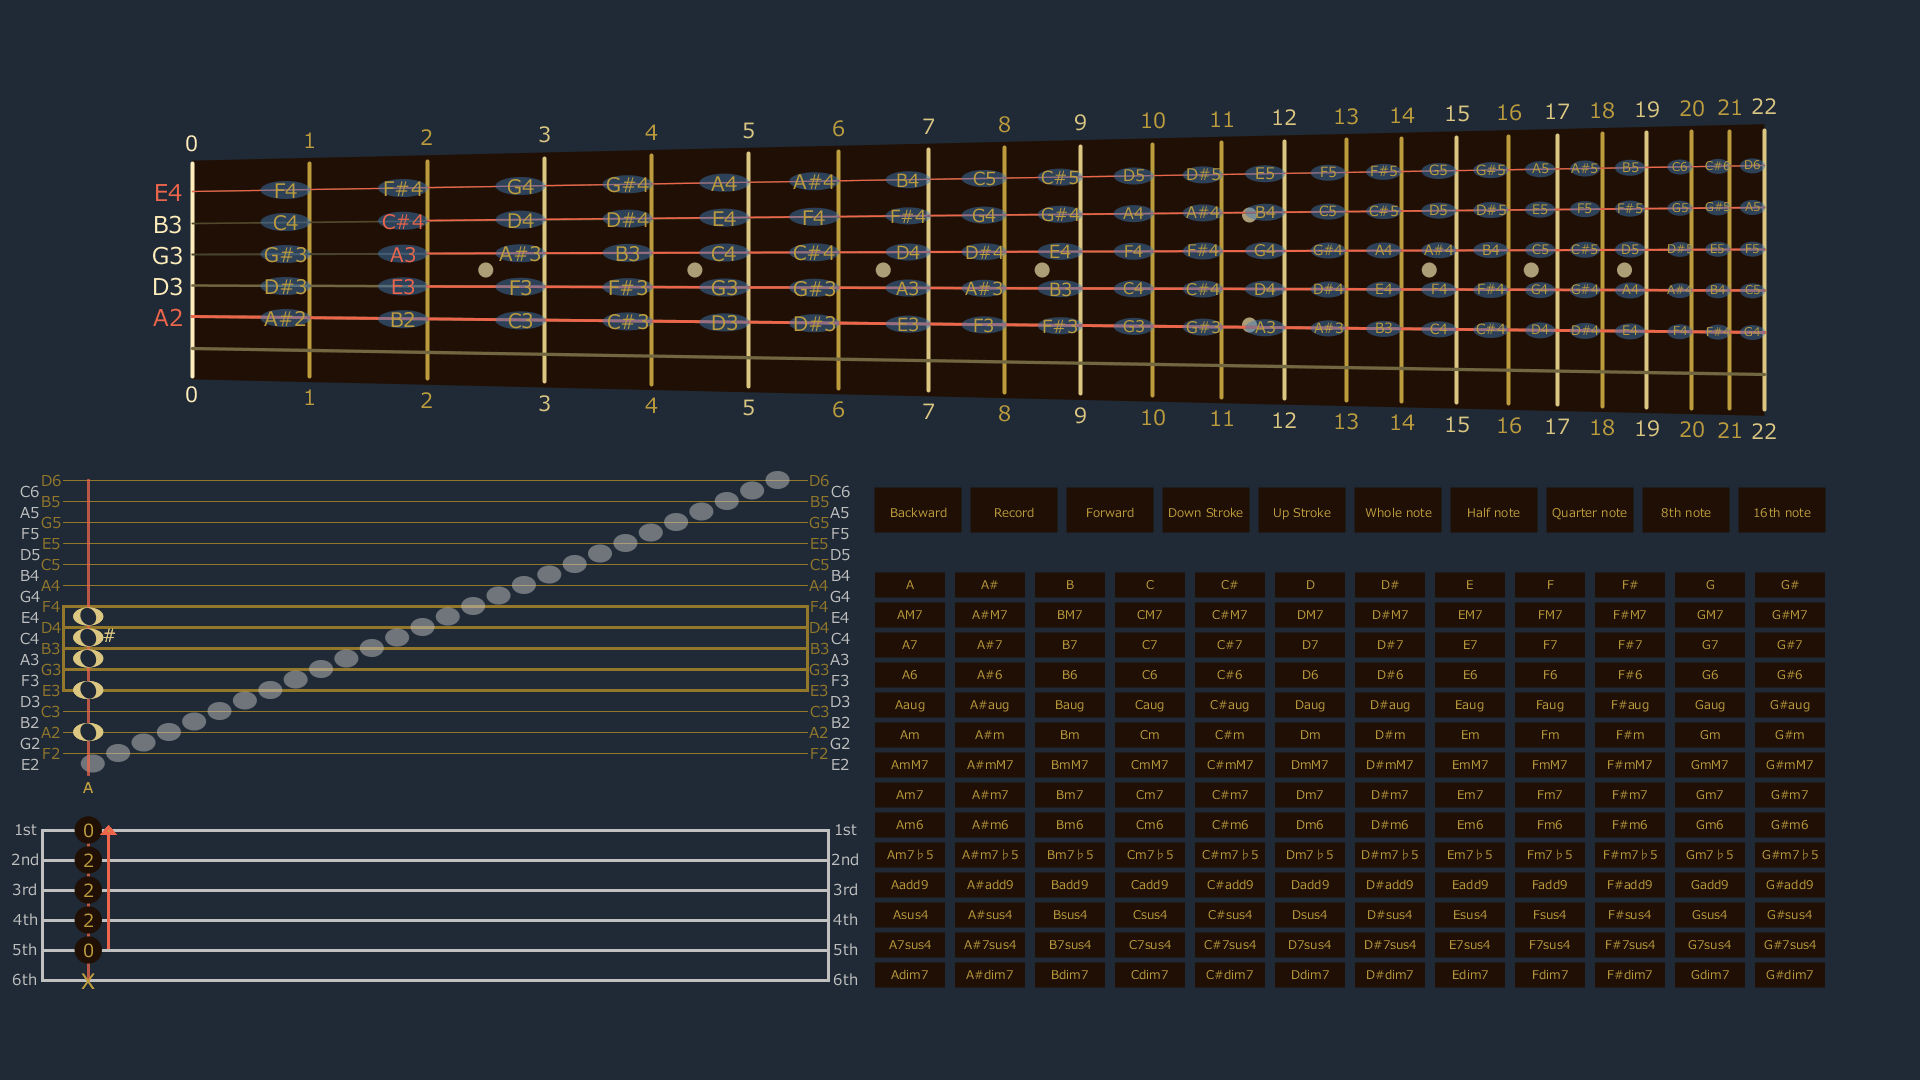 0 1 2 3 4 5 6 7 8 9 10 11 12 13 14 15 16 17 18 19 20 21 22
E4 F4 F#4 G4 G#4 A4 A#4 B4 C5 C#5 D5 D#5 E5 F5 F#5 G5 G#5 A5 A#5 B5 C6 C#6 D6
B3 C4 C#4 D4 D#4 E4 F4 F#4 G4 G#4 A4 A#4 B4 C5 C#5 D5 D#5 E5 F5 F#5 G5 G#5 A5
G3 G#3 A3 A#3 B3 C4 C#4 D4 D#4 E4 F4 F#4 G4 G#4 A4 A#4 B4 C5 C#5 D5 D#5 E5 F5
D3 D#3 E3 F3 F#3 G3 G#3 A3 A#3 B3 C4 C#4 D4 D#4 E4 F4 F#4 G4 G#4 A4 A#4 B4 C5
A2 A#2 B2 C3 C#3 D3 D#3 E3 F3 F#3 G3 G#3 A3 A#3 B3 C4 C#4 D4 D#4 E4 F4 F#4 G4
0 1 2 3 4 5 6 7 8 9 10 11 12 13 14 15 16 17 18 19 20 21 22
D6 D6
C6 C6
B5 B5
A5 A5
G5 G5
F5 F5
E5 E5
D5 D5
C5 C5
B4 B4
A4 A4
G4 G4
F4 F4
E4 E4
D4 D4
C4 # C4
B3 B3
A3 A3
G3 G3
F3 F3
E3 E3
D3 D3
C3 C3
B2 B2
A2 A2
G2 G2
F2 F2
E2 E2
A
1st 0 1st
2nd 2 2nd
3rd 2 3rd
4th 2 4th
5th 0 5th
6th X 6th
Backward Record Forward Down Stroke Up Stroke Whole note Half note Quarter note 8th note 16th note
A A# B C C# D D# E F F# G G#
AM7 A#M7 BM7 CM7 C#M7 DM7 D#M7 EM7 FM7 F#M7 GM7 G#M7
A7 A#7 B7 C7 C#7 D7 D#7 E7 F7 F#7 G7 G#7
A6 A#6 B6 C6 C#6 D6 D#6 E6 F6 F#6 G6 G#6
Aaug A#aug Baug Caug C#aug Daug D#aug Eaug Faug F#aug Gaug G#aug
Am A#m Bm Cm C#m Dm D#m Em Fm F#m Gm G#m
AmM7 A#mM7 BmM7 CmM7 C#mM7 DmM7 D#mM7 EmM7 FmM7 F#mM7 GmM7 G#mM7
Am7 A#m7 Bm7 Cm7 C#m7 Dm7 D#m7 Em7 Fm7 F#m7 Gm7 G#m7
Am6 A#m6 Bm6 Cm6 C#m6 Dm6 D#m6 Em6 Fm6 F#m6 Gm6 G#m6
Am7♭5 A#m7♭5 Bm7♭5 Cm7♭5 C#m7♭5 Dm7♭5 D#m7♭5 Em7♭5 Fm7♭5 F#m7♭5 Gm7♭5 G#m7♭5
Aadd9 A#add9 Badd9 Cadd9 C#add9 Dadd9 D#add9 Eadd9 Fadd9 F#add9 Gadd9 G#add9
Asus4 A#sus4 Bsus4 Csus4 C#sus4 Dsus4 D#sus4 Esus4 Fsus4 F#sus4 Gsus4 G#sus4
A7sus4 A#7sus4 B7sus4 C7sus4 C#7sus4 D7sus4 D#7sus4 E7sus4 F7sus4 F#7sus4 G7sus4 G#7sus4
Adim7 A#dim7 Bdim7 Cdim7 C#dim7 Ddim7 D#dim7 Edim7 Fdim7 F#dim7 Gdim7 G#dim7